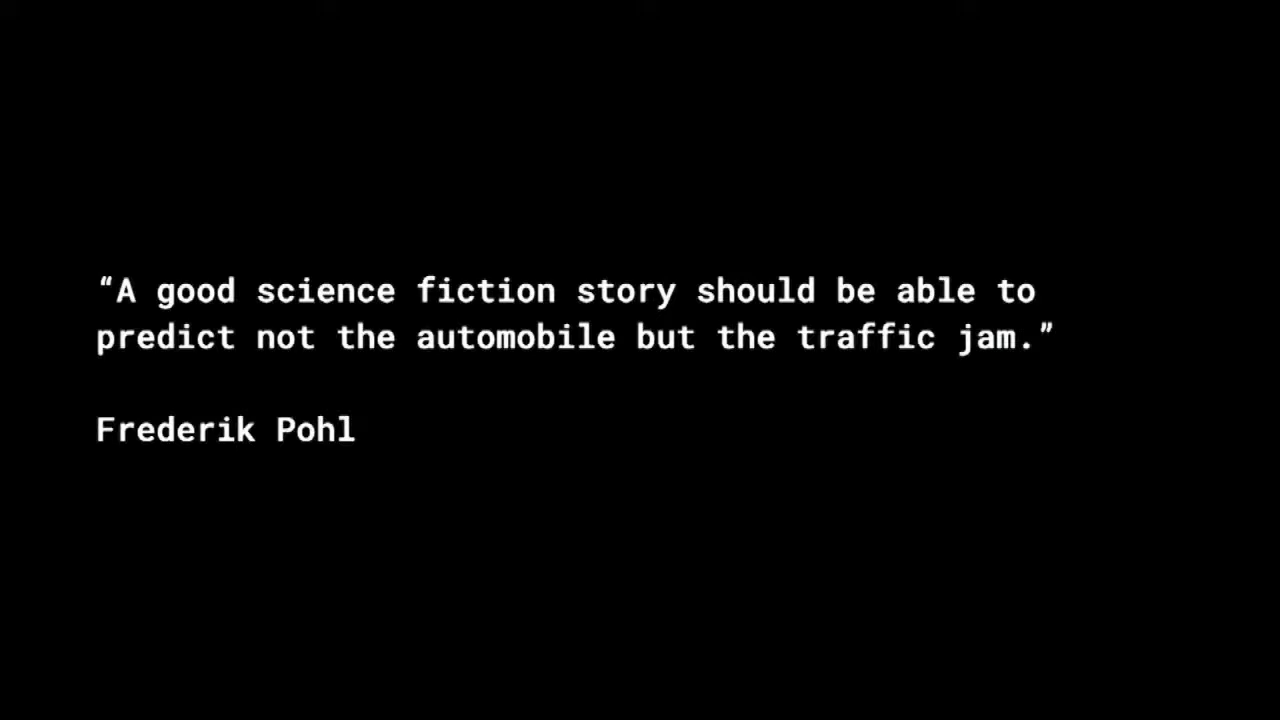 “A good science fiction story should be able to
predict not the automobile but the traffic jam.”
Frederik Pohl